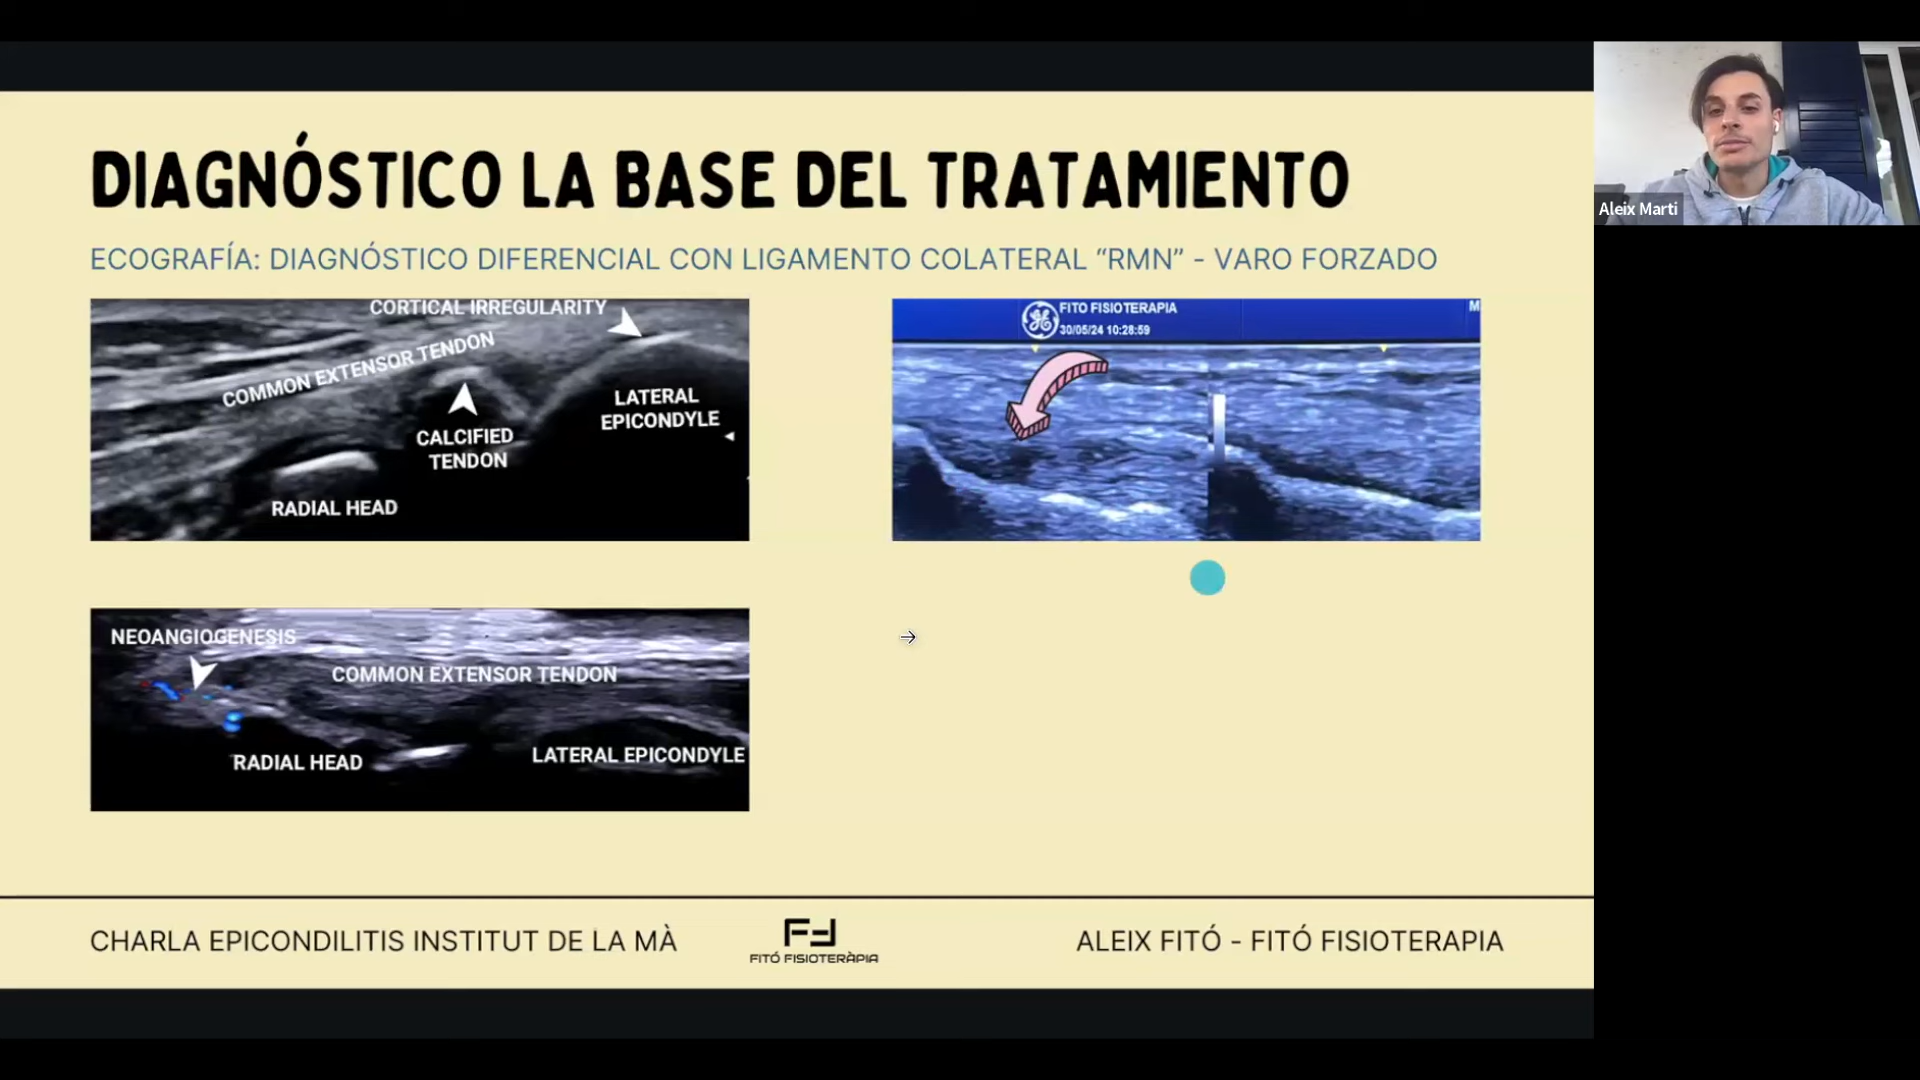 DIAGNÓSTICO LA BASE DEL TRATAMIENTO
ECOGRAFÍA: DIAGNÓSTICO DIFERENCIAL CON LIGAMENTO COLATERAL “RMN” - VARO FORZADO
CORTICAL IRREGULARITY
COMMON EXTENSOR TENDON
LATERAL
EPICONDYLE
CALCIFIED
TENDON
RADIAL HEAD
FITO FISIOTERAPIA
30/05/24 10:28:59
M
NEOANGIOGENESIS
COMMON EXTENSOR TENDON
RADIAL HEAD
LATERAL EPICONDYLE
CHARLA EPICONDILITIS INSTITUT DE LA MÀ
FITÓ FISIOTERÀPIA
ALEIX FITÓ - FITÓ FISIOTERAPIA
Aleix Marti